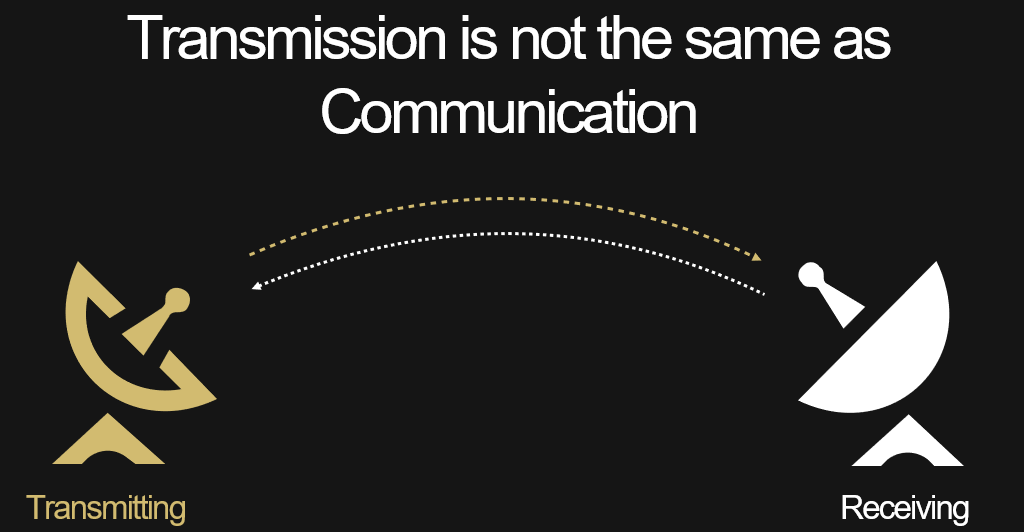 Transmission is not the same as
Communication
Transmitting
Receiving